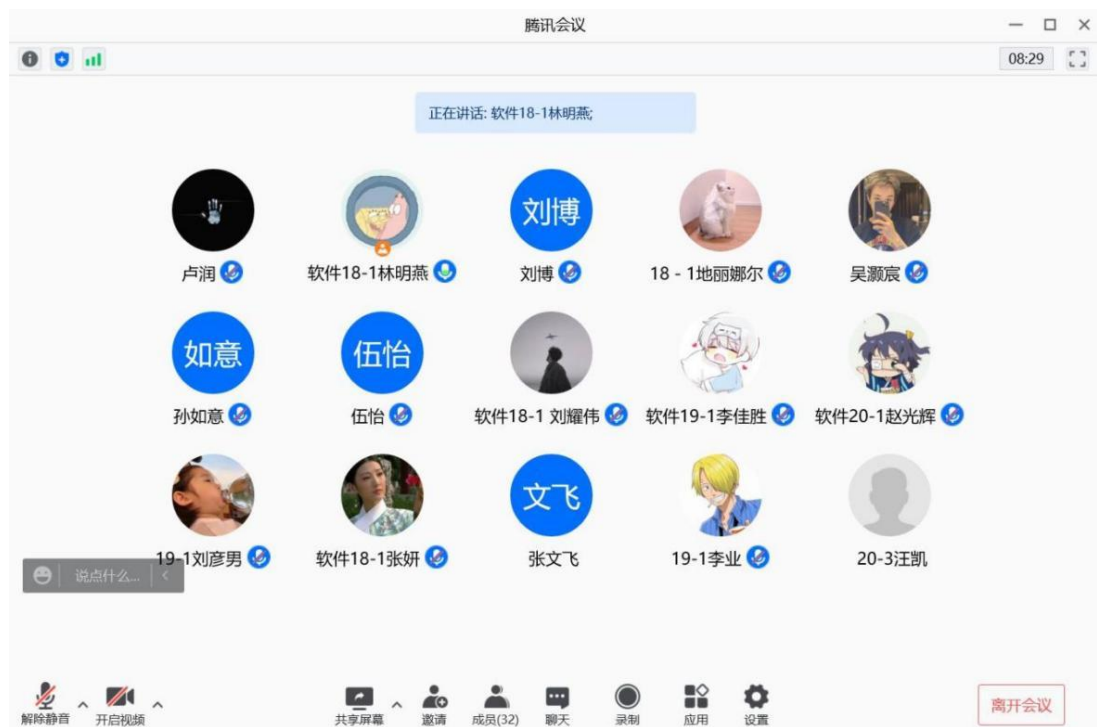 腾讯会议
08:29
正在讲话: 软件18-1林明燕;
刘博
卢润 软件18-1林明燕 刘博 18 - 1地丽娜尔 吴灏宸
如意 伍怡
孙如意 伍怡 软件18-1 刘耀伟 软件19-1李佳胜 软件20-1赵光辉
文飞
19-1刘彦男 软件18-1张妍 张文飞 19-1李业 20-3汪凯
说点什么...
解除静音 开启视频 共享屏幕 邀请 成员(32) 聊天 录制 应用 设置 离开会议